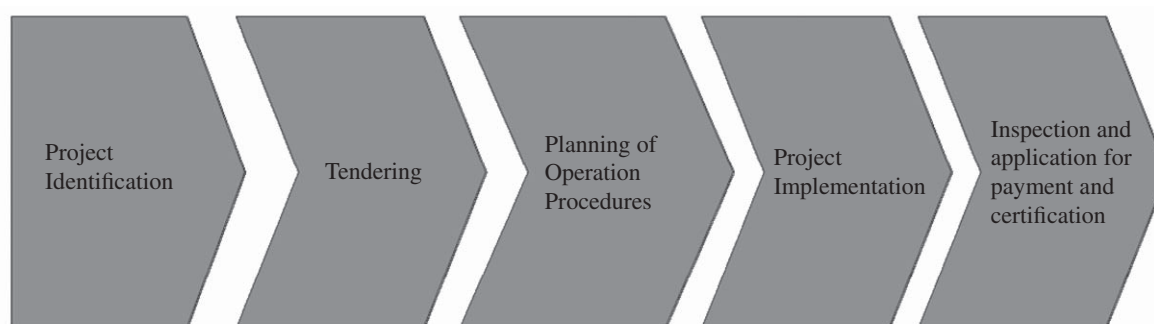 Project
Identification
Tendering
Planning of
Operation
Procedures
Project
Implementation
Inspection and
application for
payment and
certification